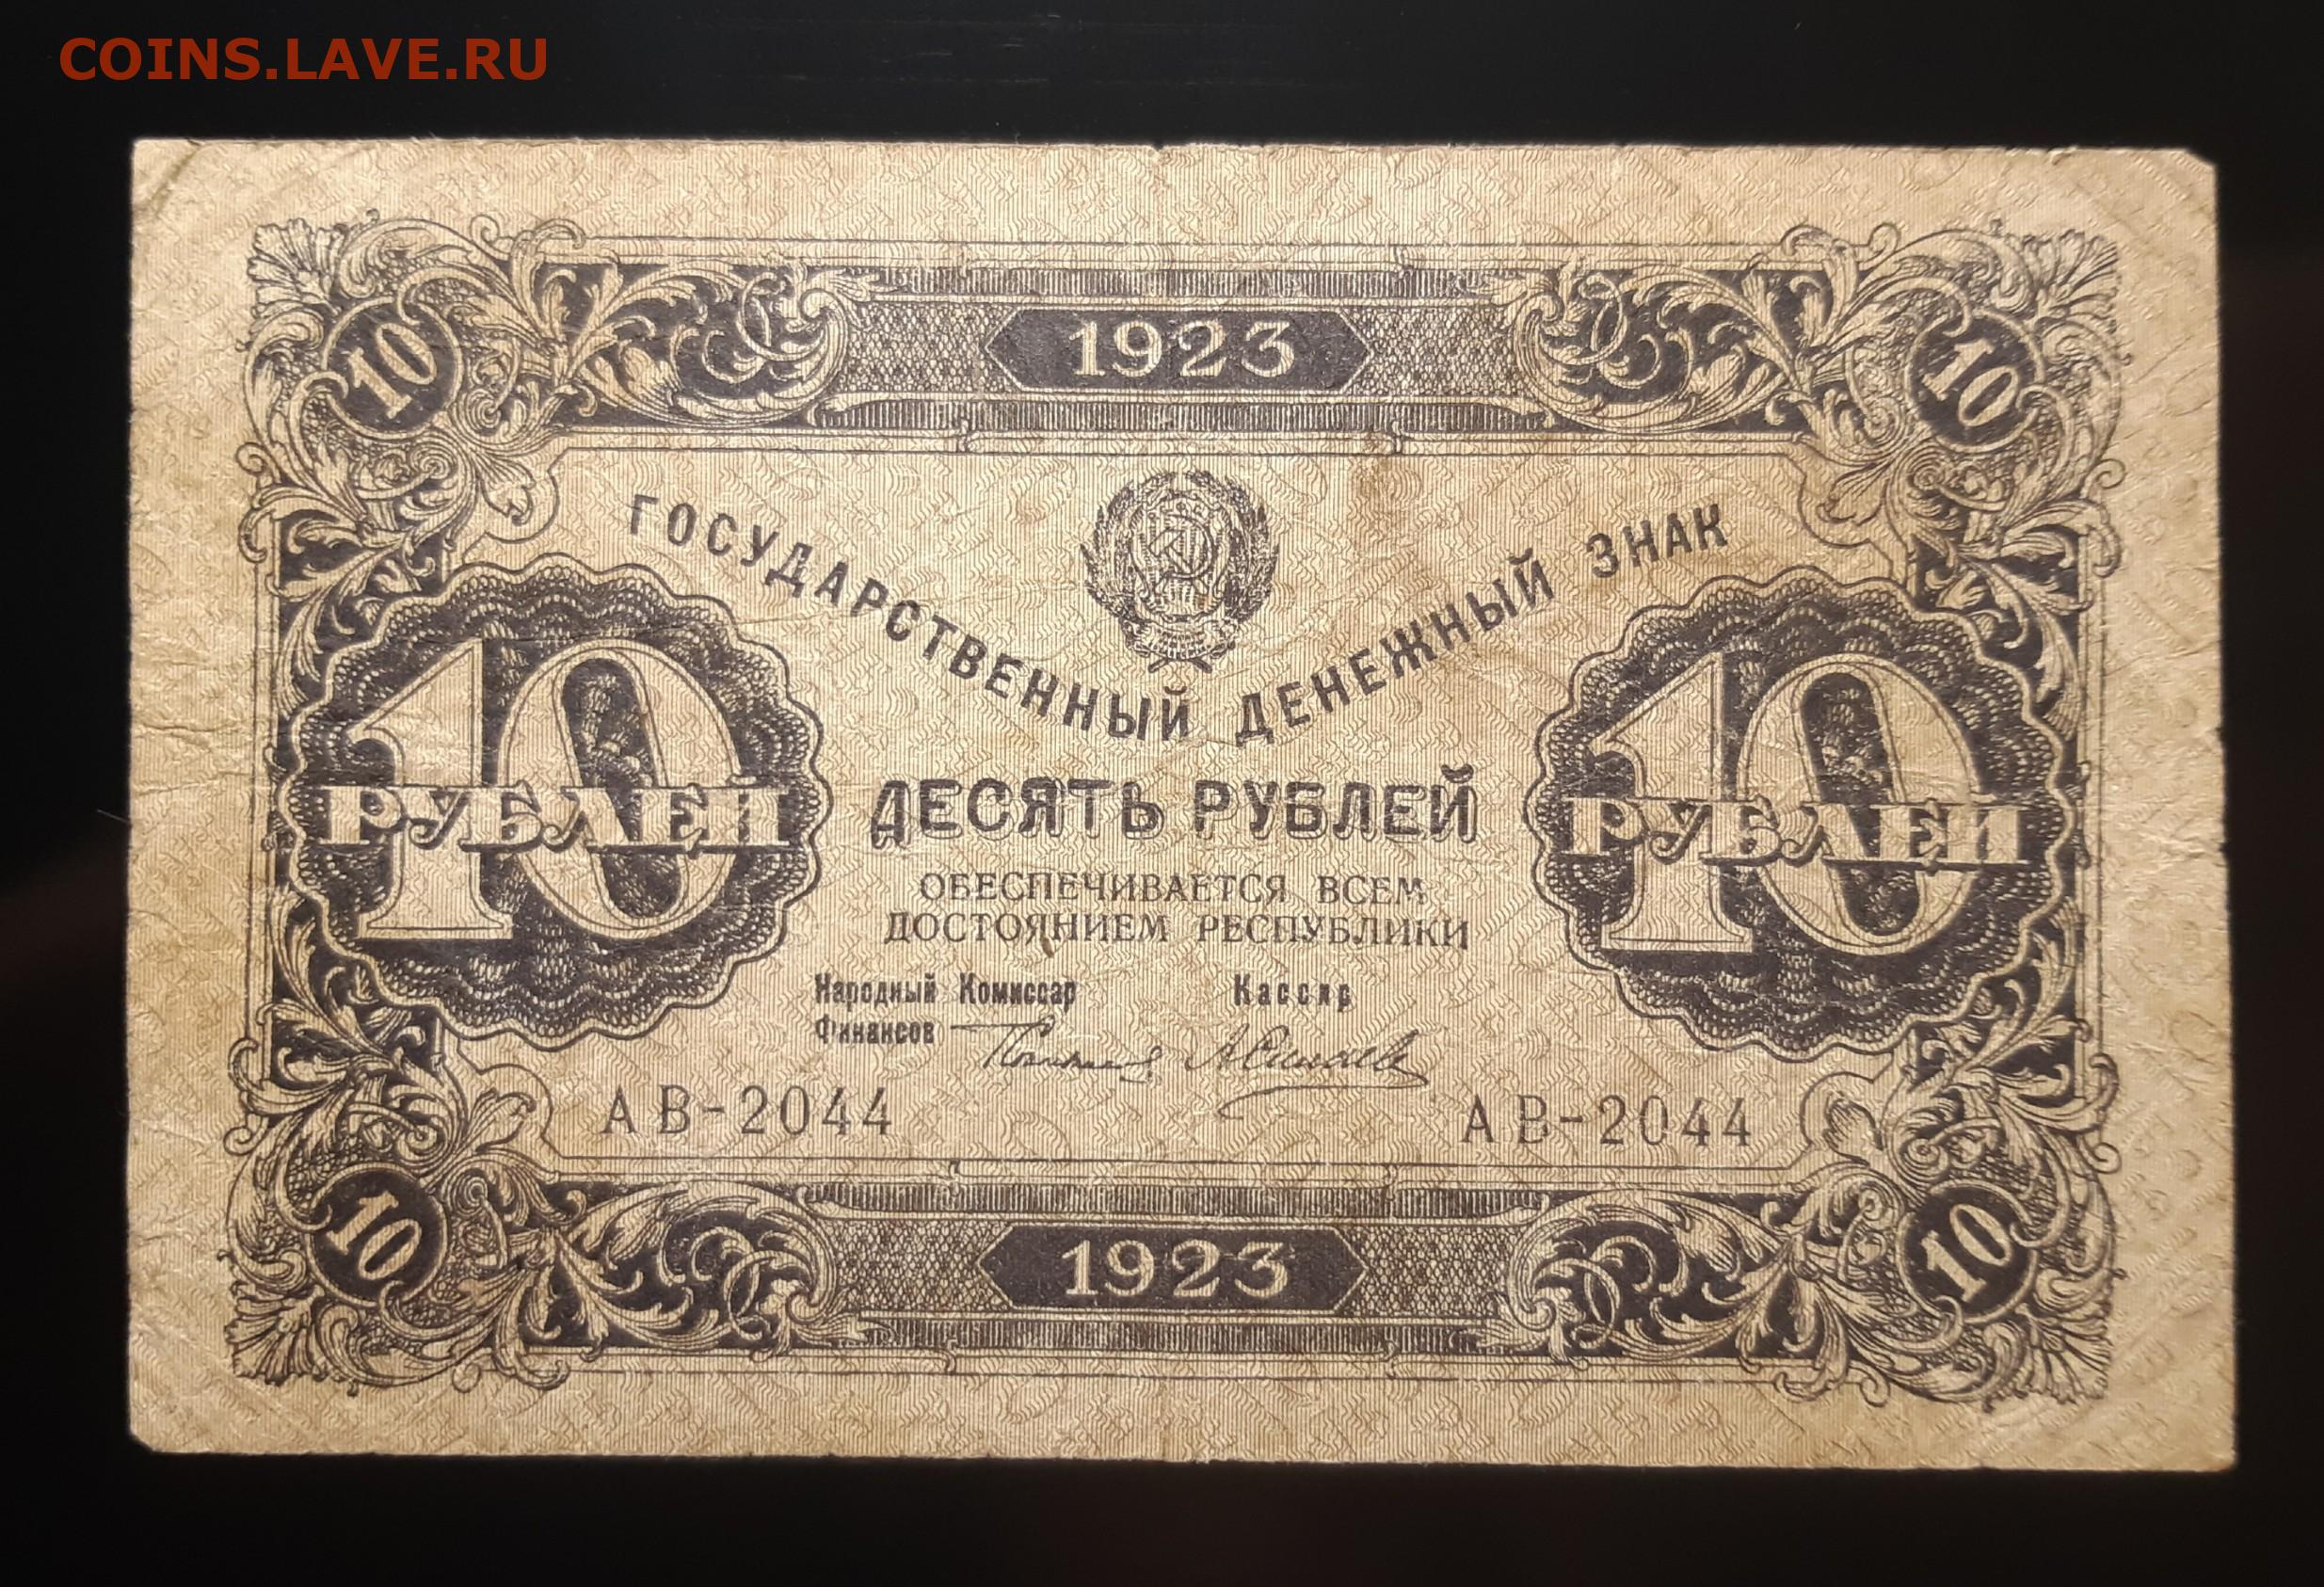 COINS.LAVE.RU
10
1923
10
ГОСУДАРСТВЕННЫЙ ДЕНЕЖНЫЙ ЗНАК
10
РУБЛЕЙ
10
РУБЛЕЙ
ДЕСЯТЬ РУБЛЕЙ
ОБЕСПЕЧИВАЕТСЯ ВСЕМ
ДОСТОЯНИЕМ РЕСПУБЛИКИ
Народный Комиссар
Финансов
Кассир
АВ-2044
АВ-2044
10
1923
10